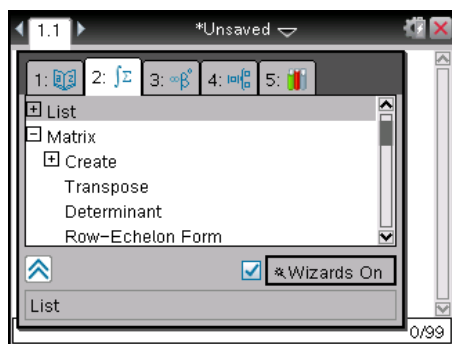 1.1 *Unsaved
1: 2: ∫Σ 3: ∞β° 4: 5:
List
Matrix
Create
Transpose
Determinant
Row-Echelon Form
Wizards On
List
0/99